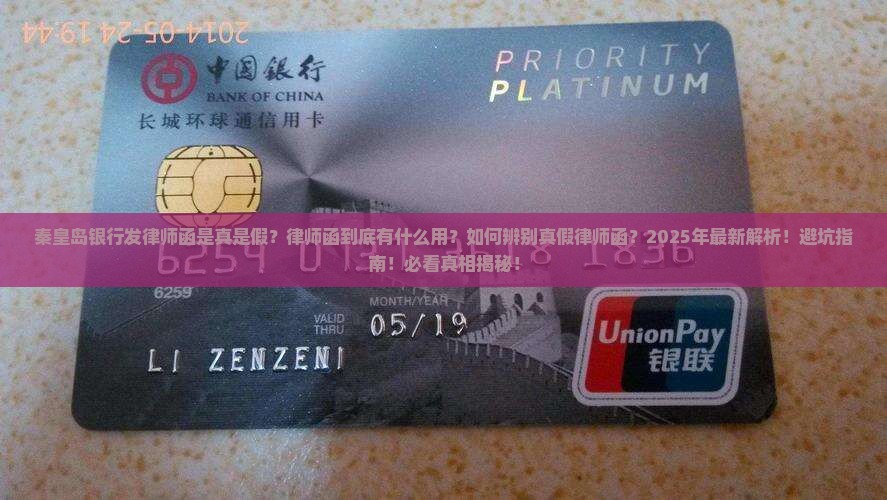 2014-05-24 19:44
中国银行
BANK OF CHINA
长城环球通信用卡
PRIORITY
PLATINUM
秦皇岛银行发律师函是真是假？律师函到底有什么用？如何辨别真假律师函？2025年最新解析！避坑指
南！必看真相揭秘！
6259
MONTH/YEAR
VALID
THRU
05/19
LI ZENZENI
UnionPay
银联